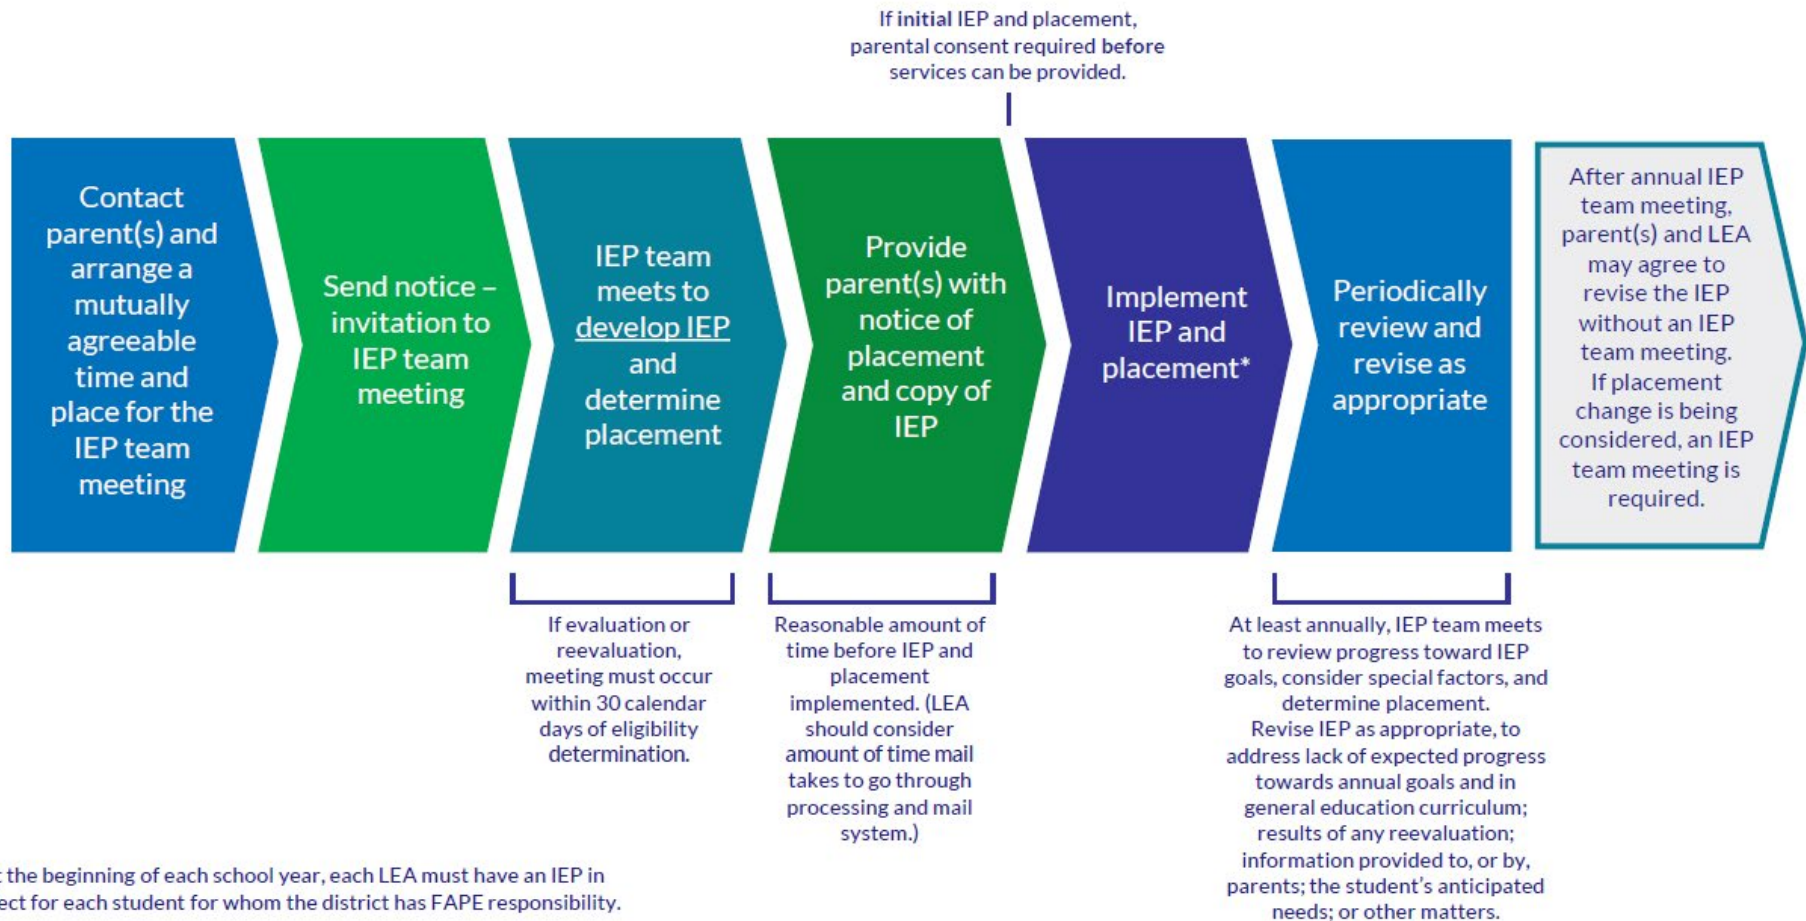 If initial IEP and placement,
parental consent required before
services can be provided.
Contact
parent(s) and
arrange a
mutually
agreeable
time and
place for the
IEP team
meeting
Send notice –
invitation to
IEP team
meeting
IEP team
meets to
develop IEP
and
determine
placement
Provide
parent(s) with
notice of
placement
and copy of
IEP
Implement
IEP and
placement*
Periodically
review and
revise as
appropriate
After annual IEP
team meeting,
parent(s) and LEA
may agree to
revise the IEP
without an IEP
team meeting.
If placement
change is being
considered, an IEP
team meeting is
required.
If evaluation or
reevaluation,
meeting must occur
within 30 calendar
days of eligibility
determination.
Reasonable amount of
time before IEP and
placement
implemented. (LEA
should consider
amount of time mail
takes to go through
processing and mail
system.)
At least annually, IEP team meets
to review progress toward IEP
goals, consider special factors, and
determine placement.
Revise IEP as appropriate, to
address lack of expected progress
towards annual goals and in
general education curriculum;
results of any reevaluation;
information provided to, or by,
parents; the student's anticipated
needs; or other matters.
the beginning of each school year, each LEA must have an IEP in
for each student for whom the district has FAPE responsibility.